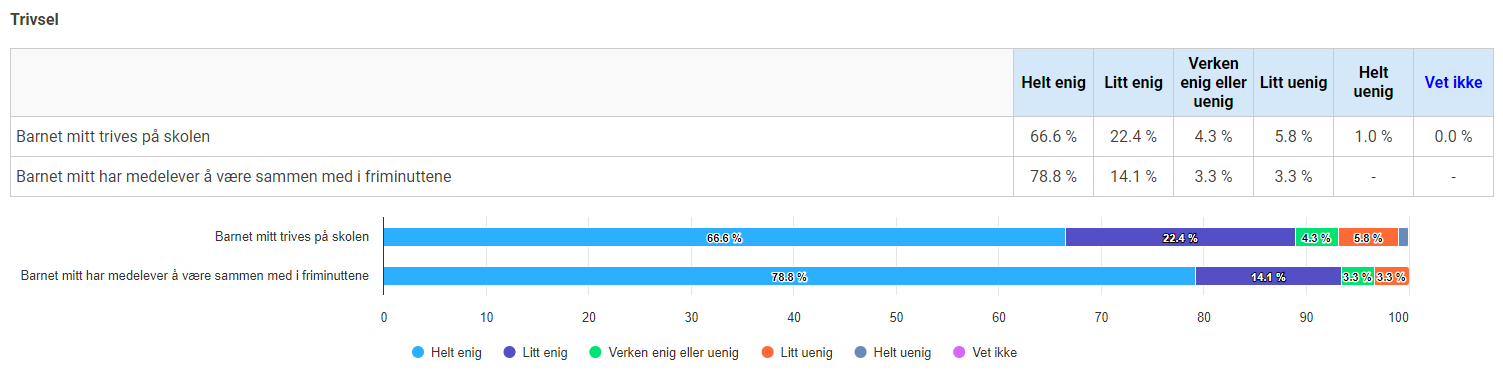 Trivsel
Helt enig Litt enig Verken enig eller uenig Litt uenig Helt uenig Vet ikke
Barnet mitt trives på skolen 66.6 % 22.4 % 4.3 % 5.8 % 1.0 % 0.0 %
Barnet mitt har medelever å være sammen med i friminuttene 78.8 % 14.1 % 3.3 % 3.3 % - -
Barnet mitt trives på skolen 66.6 % 22.4 % 4.3 % 5.8 %
Barnet mitt har medelever å være sammen med i friminuttene 78.8 % 14.1 % 3.3 % 3.3 %
0 10 20 30 40 50 60 70 80 90 100
Helt enig Litt enig Verken enig eller uenig Litt uenig Helt uenig Vet ikke